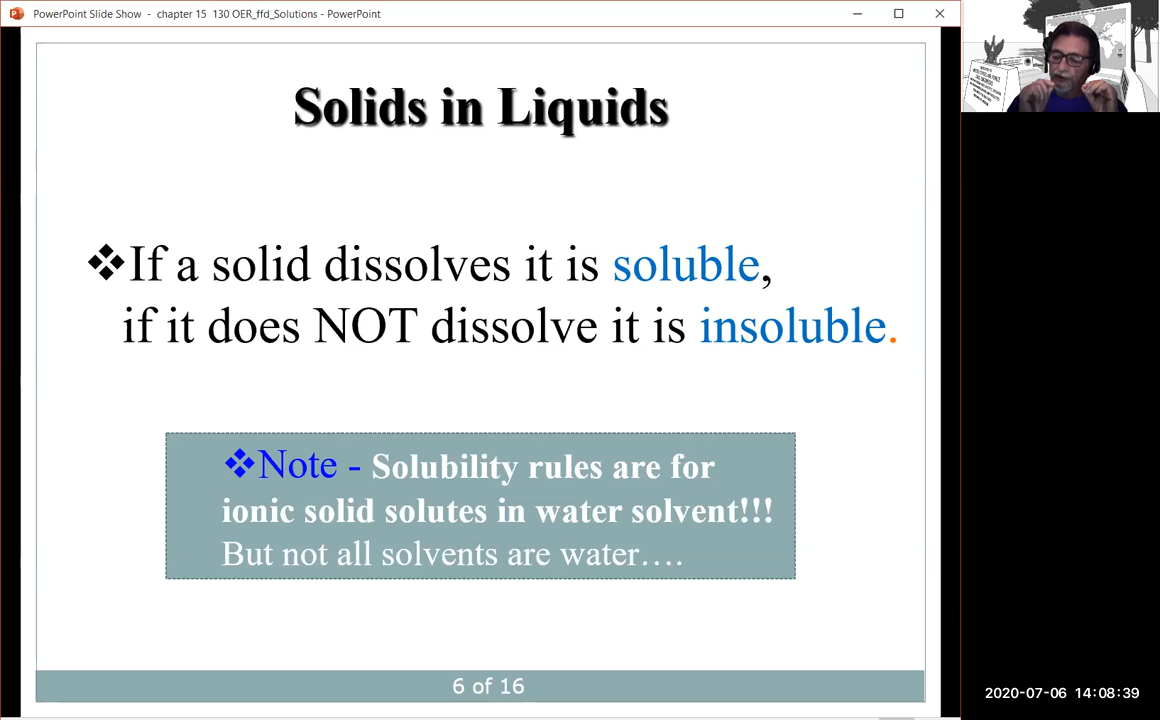 PowerPoint Slide Show - chapter 15 130 OER_ffd_Solutions - PowerPoint
Solids in Liquids
❖If a solid dissolves it is soluble,
if it does NOT dissolve it is insoluble.
❖Note - Solubility rules are for
ionic solid solutes in water solvent!!!
But not all solvents are water….
6 of 16
2020-07-06 14:08:39